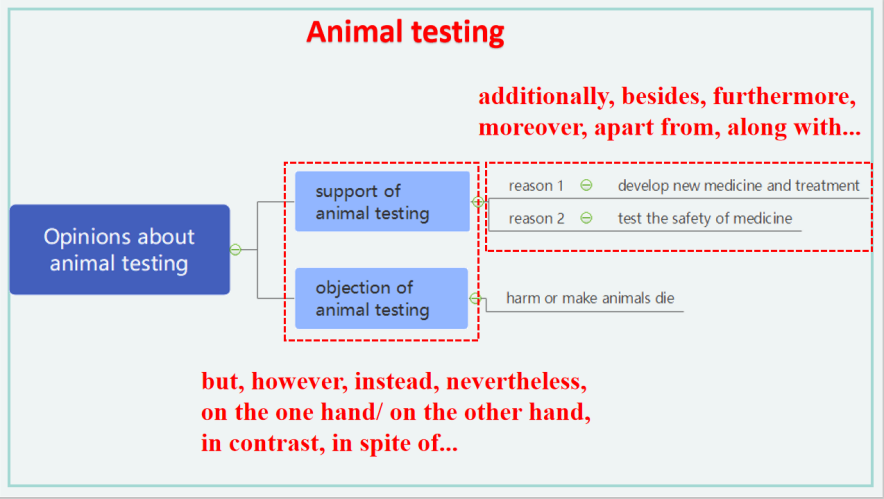 Animal testing
additionally, besides, furthermore,
moreover, apart from, along with...
Opinions about
animal testing
support of
animal testing
reason 1
develop new medicine and treatment
reason 2
test the safety of medicine
objection of
animal testing
harm or make animals die
but, however, instead, nevertheless,
on the one hand/ on the other hand,
in contrast, in spite of...